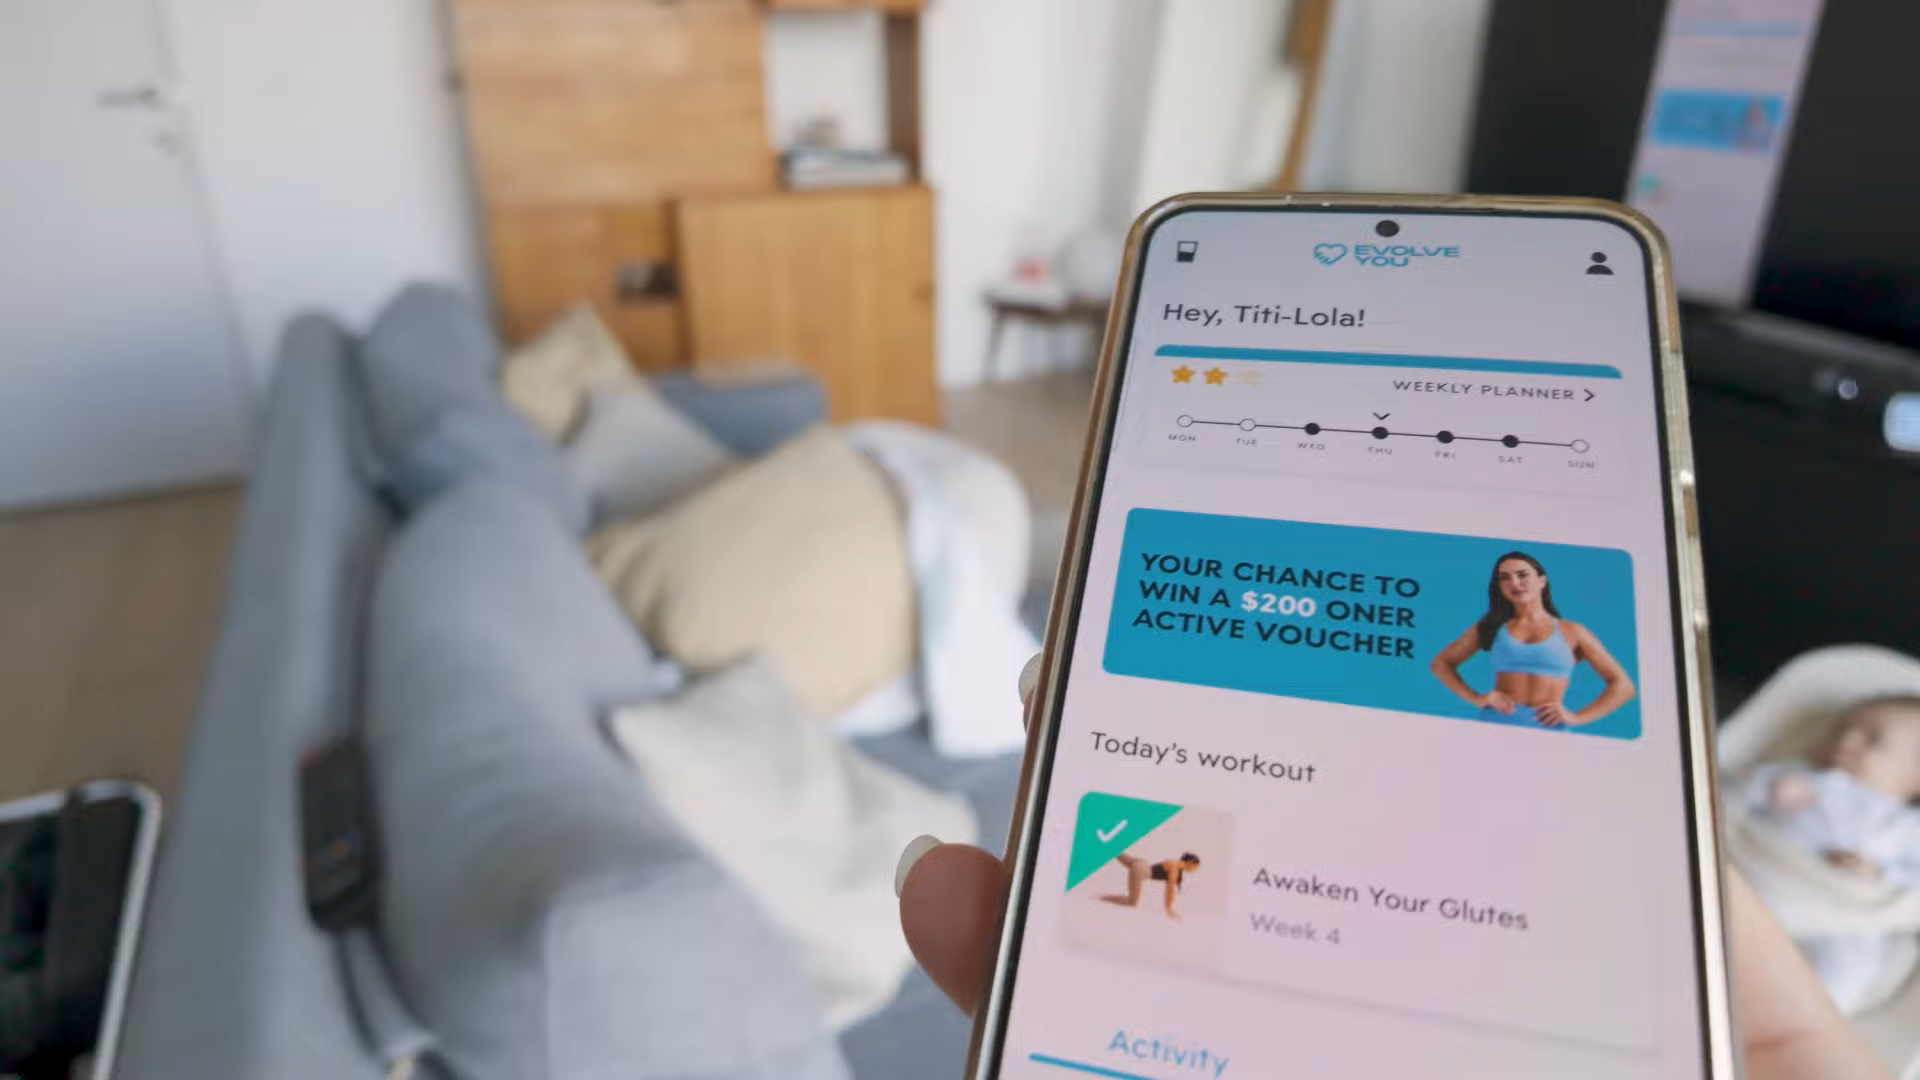 EVOLVE
YOU
Hey, Titi-Lola!
WEEKLY PLANNER
MON TUE WED THU FRI SAT SUN
YOUR CHANCE TO
WIN A $200 ONER
ACTIVE VOUCHER
Today's workout
Awaken Your Glutes
Week 4
Activity